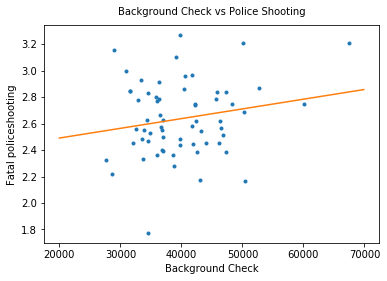 Background Check vs Police Shooting
Fatal policeshooting
3.2
3.0
2.8
2.6
2.4
2.2
2.0
1.8
20000 30000 40000 50000 60000 70000
Background Check